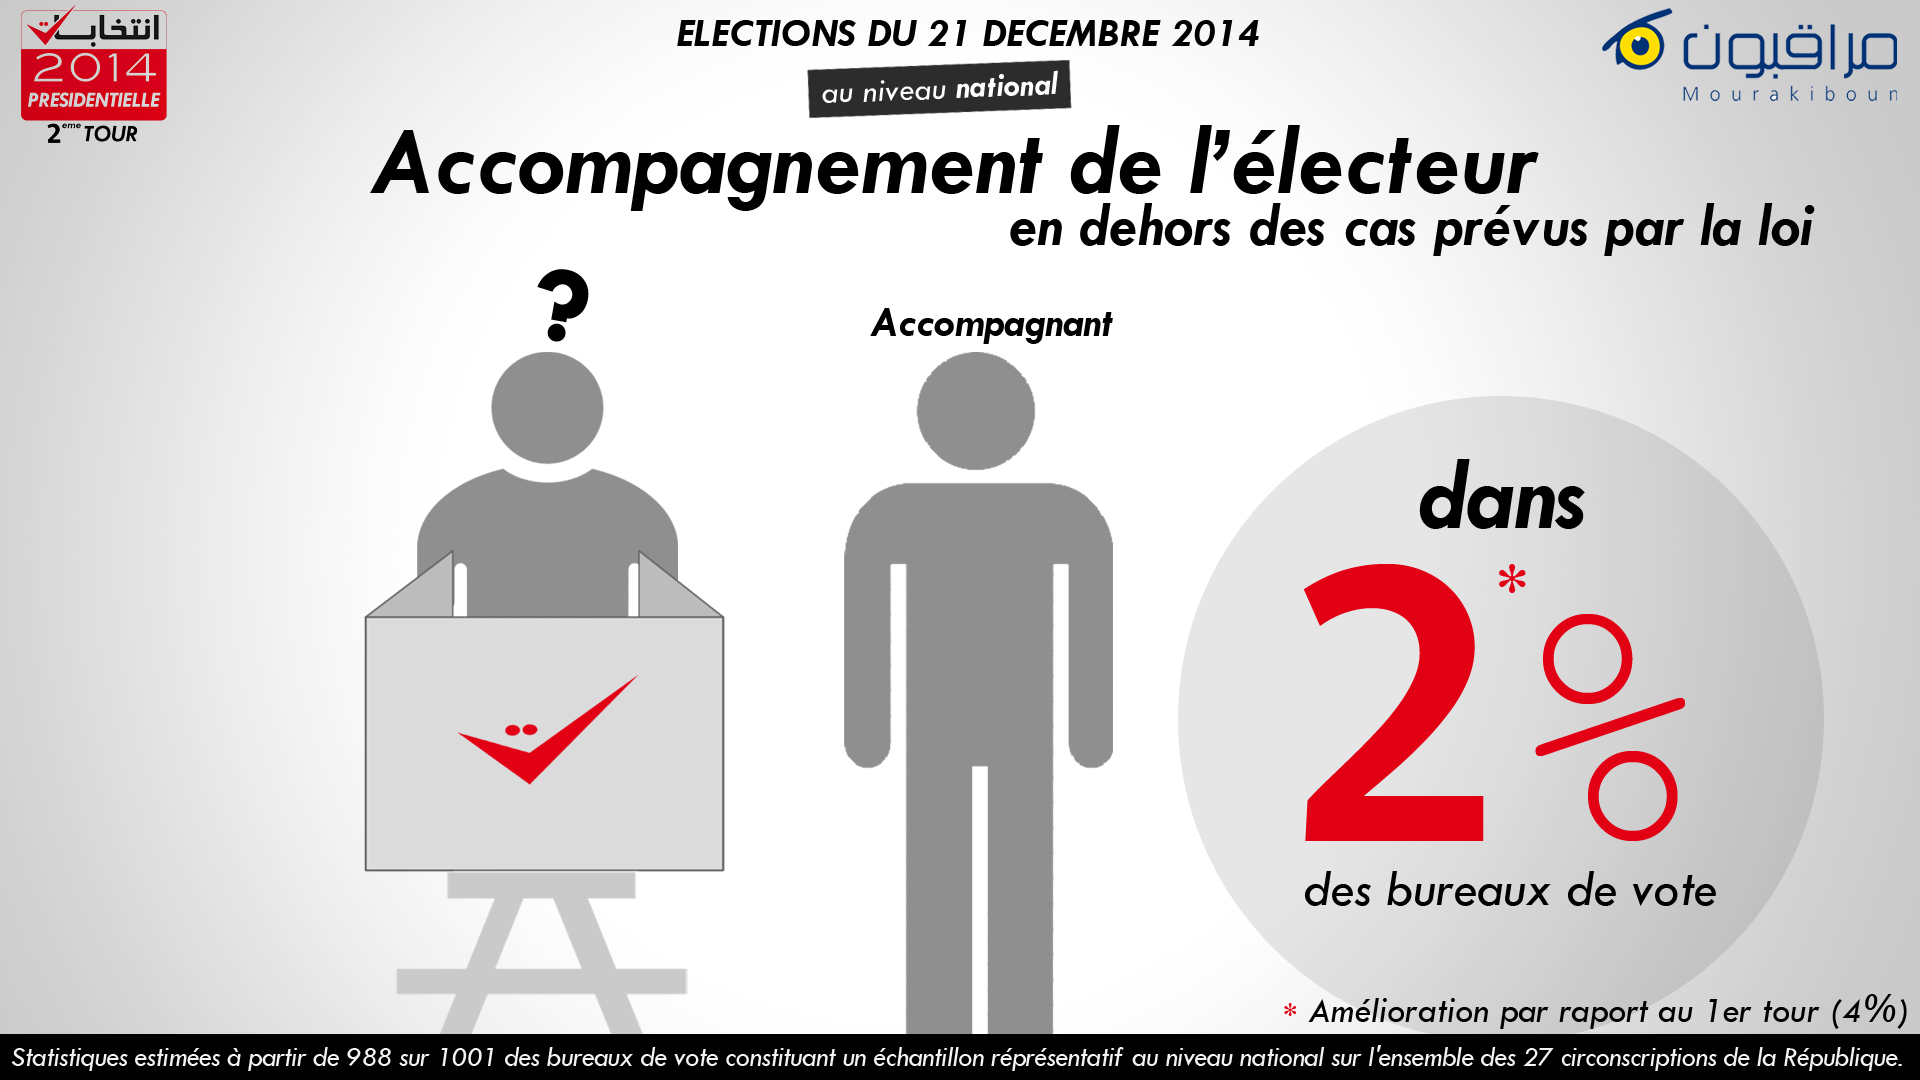 انتخابات
2014
PRESIDENTIELLE
2eme TOUR
ELECTIONS DU 21 DECEMBRE 2014
au niveau national
مراقبون
Mourakiboun
Accompagnement de l’électeur
en dehors des cas prévus par la loi
?
Accompagnant
dans
2*%
des bureaux de vote
* Amélioration par raport au 1er tour (4%)
Statistiques estimées à partir de 988 sur 1001 des bureaux de vote constituant un échantillon réprésentatif au niveau national sur l'ensemble des 27 circonscriptions de la République.